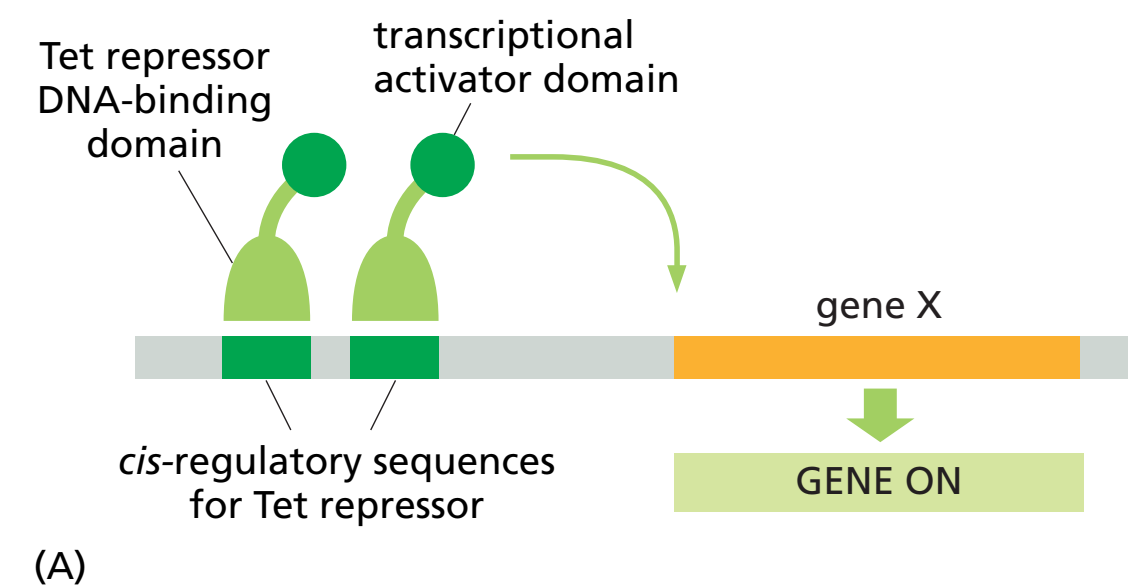 Tet repressor
DNA-binding
domain
transcriptional
activator domain
gene X
cis-regulatory sequences
for Tet repressor
GENE ON
(A)